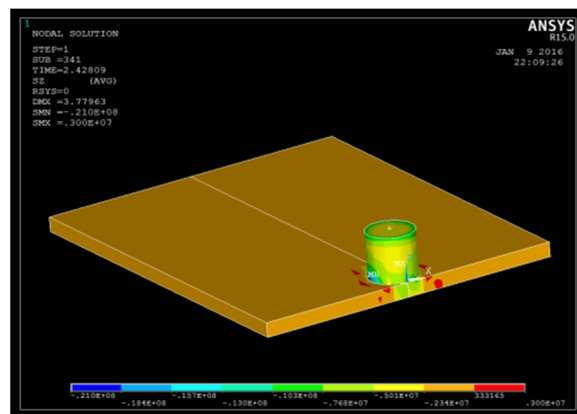 1
NODAL SOLUTION
STEP=1
SUB =341
TIME=2.42809
SZ (AVG)
RSYS=0
DMX =3.77963
SMN =-.210E+08
SMX =.300E+07
ANSYS
R15.0
JAN 9 2016
22:09:26
MN MX X
-.210E+08 -.157E+08 -.103E+08 -.501E+07 333165
-.184E+08 -.130E+08 -.768E+07 -.234E+07 .300E+07